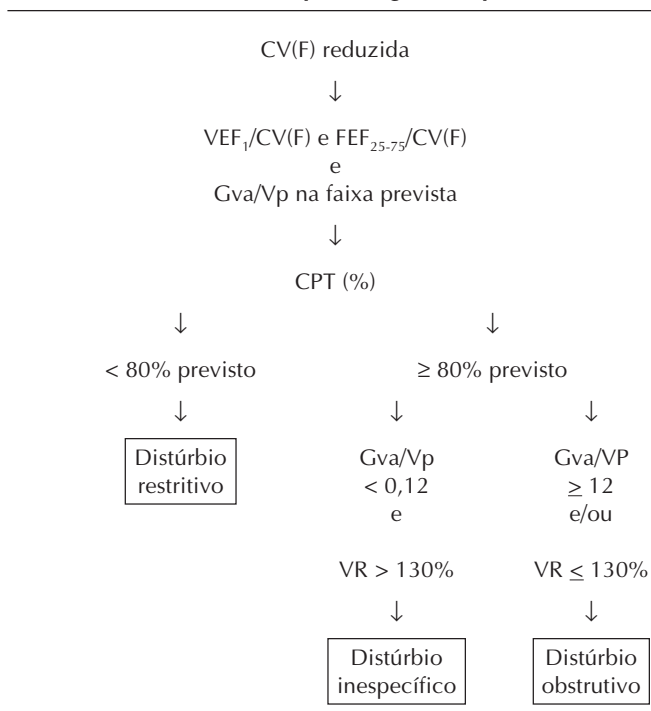 CV(F) reduzida
↓
VEF₁/CV(F) e FEF₂₅₋₇₅/CV(F)
e
Gva/Vp na faixa prevista
↓
CPT (%)
↓ ↓
< 80% previsto ≥ 80% previsto
↓ ↓ ↓
Distúrbio restritivo
Gva/Vp
< 0,12
e
VR > 130%
↓
Distúrbio
inespecífico
Gva/VP
≥ 12
e/ou
VR ≤ 130%
↓
Distúrbio
obstrutivo